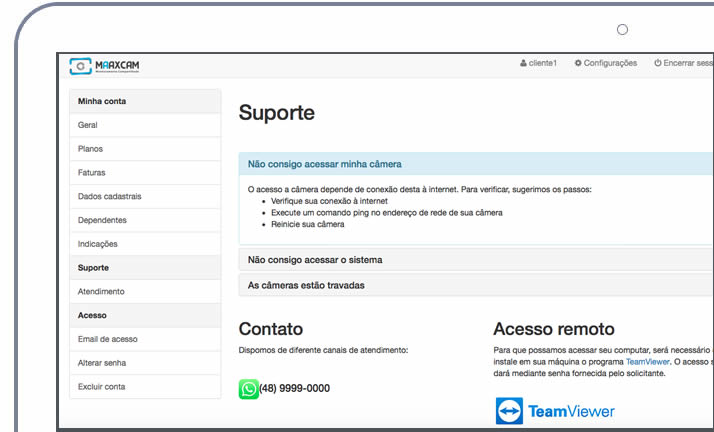 MAAXCAM
Monitoramento Compartilhado
cliente1
Configurações
Encerrar sess
Minha conta
Geral
Planos
Faturas
Dados cadastrais
Dependentes
Indicações
Suporte
Atendimento
Acesso
Email de acesso
Alterar senha
Excluir conta
Suporte
Não consigo acessar minha câmera
O acesso a câmera depende de conexão desta à internet. Para verificar, sugerimos os passos:
• Verifique sua conexão à internet
• Execute um comando ping no endereço de rede de sua câmera
• Reinicie sua câmera
Não consigo acessar o sistema
As câmeras estão travadas
Contato
Dispomos de diferente canais de atendimento:
(48) 9999-0000
Acesso remoto
Para que possamos acessar seu computar, será necessário
instale em sua máquina o programa TeamViewer. O acesso
dará mediante senha fornecida pelo solicitante.
TeamViewer